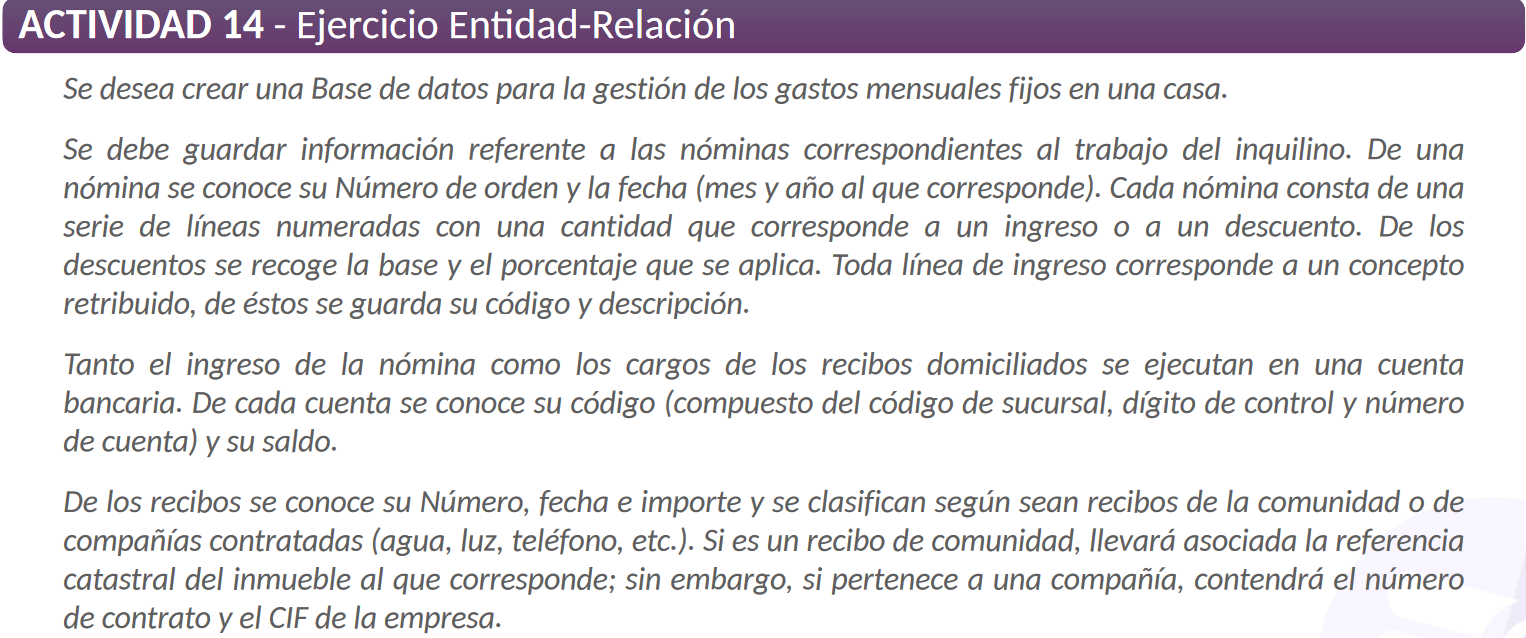 ACTIVIDAD 14 - Ejercicio Entidad-Relación
Se desea crear una Base de datos para la gestión de los gastos mensuales fijos en una casa.
Se debe guardar información referente a las nóminas correspondientes al trabajo del inquilino. De una
nómina se conoce su Número de orden y la fecha (mes y año al que corresponde). Cada nómina consta de una
serie de líneas numeradas con una cantidad que corresponde a un ingreso o a un descuento. De los
descuentos se recoge la base y el porcentaje que se aplica. Toda línea de ingreso corresponde a un concepto
retribuido, de éstos se guarda su código y descripción.
Tanto el ingreso de la nómina como los cargos de los recibos domiciliados se ejecutan en una cuenta
bancaria. De cada cuenta se conoce su código (compuesto del código de sucursal, dígito de control y número
de cuenta) y su saldo.
De los recibos se conoce su Número, fecha e importe y se clasifican según sean recibos de la comunidad o de
compañías contratadas (agua, luz, teléfono, etc.). Si es un recibo de comunidad, llevará asociada la referencia
catastral del inmueble al que corresponde; sin embargo, si pertenece a una compañía, contendrá el número
de contrato y el CIF de la empresa.